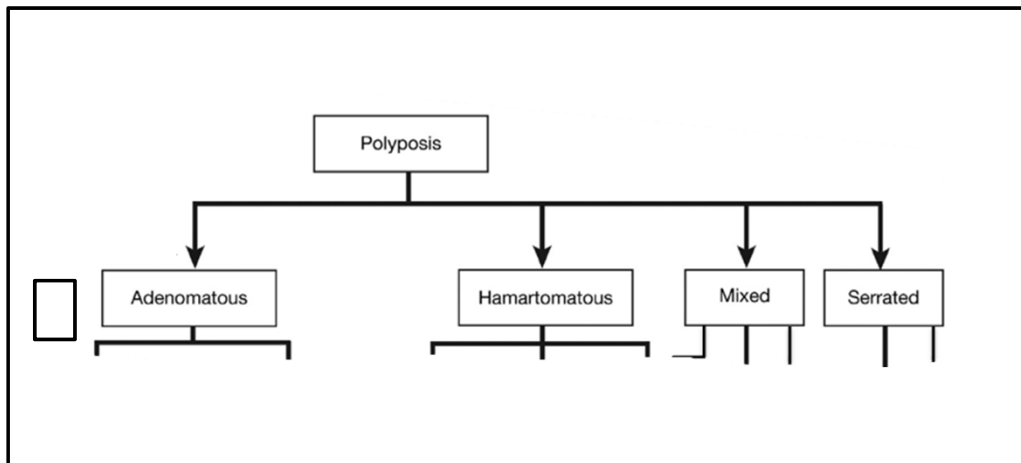 Polyposis
Adenomatous
Hamartomatous
Mixed
Serrated